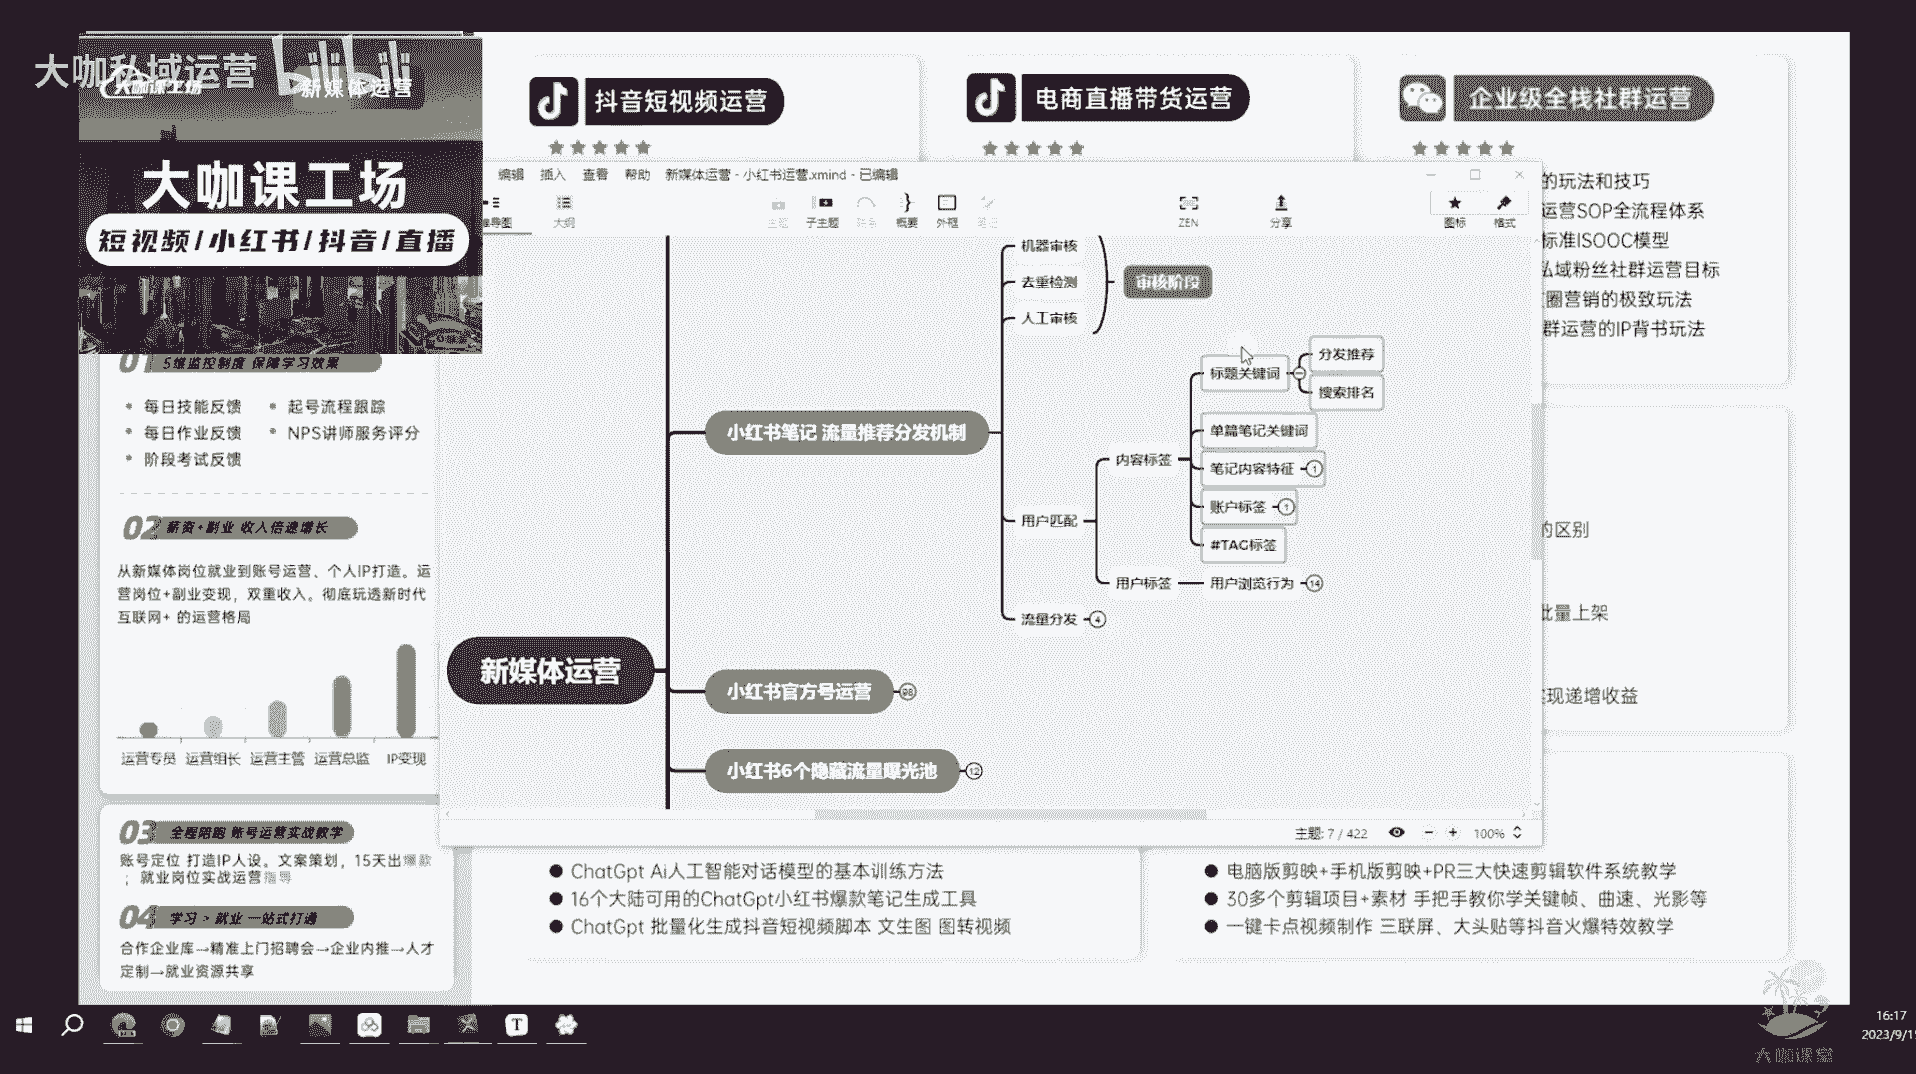 大咖私域运营
bilibili
大咖课工场
新媒体运营
大咖课工场
短视频/小红书/抖音/直播
抖音短视频运营
电商直播带货运营
企业级全栈社群运营
的玩法和技巧
运营SOP全流程体系
标准ISOOC模型
私域粉丝社群运营目标
圈营销的极致玩法
群运营的IP背书玩法
的区别
批量上架
实现递增收益
编辑 插入 查看 帮助 新媒体运营 - 小红书运营.xmind - 已编辑
导图 大纲 主题 子主题 联系 概要 外框 笔记 ZEN 分享 图标 格式
机器审核
去重检测
人工审核
审核阶段
标题关键词
分发推荐
搜索排名
小红书笔记 流量推荐分发机制
单篇笔记关键词
内容标签
笔记内容特征 1
账户标签 1
用户匹配
#TAG标签
用户标签
用户浏览行为 14
流量分发 4
新媒体运营
小红书官方号运营 98
小红书6个隐藏流量曝光池 12
主题: 7 / 422
100%
01 5维监控制度 保障学习效果
每日技能反馈
起号流程跟踪
每日作业反馈
NPS讲师服务评分
阶段考试反馈
02 薪资+副业 收入倍速增长
从新媒体岗位就业到账号运营、个人IP打造。运
营岗位+副业变现，双重收入。彻底玩透新时代
互联网+ 的运营格局
运营专员 运营组长 运营主管 运营总监 IP变现
03 全程陪跑 账号运营实战教学
账号定位 打造IP人设。文案策划，15天出爆款
；就业岗位实战运营指导
04 学习 > 就业 一站式打通
合作企业库→精准上门招聘会→企业内推→人才
定制→就业资源共享
● ChatGpt Ai人工智能对话模型的基本训练方法
● 16个大陆可用的ChatGpt小红书爆款笔记生成工具
● ChatGpt 批量化生成抖音短视频脚本 文生图 图转视频
● 电脑版剪映+手机版剪映+PR三大快速剪辑软件系统教学
● 30多个剪辑项目+素材 手把手教你学关键帧、曲速、光影等
● 一键卡点视频制作 三联屏、大头贴等抖音火爆特效教学
大咖课堂
16:17
2023/9/1